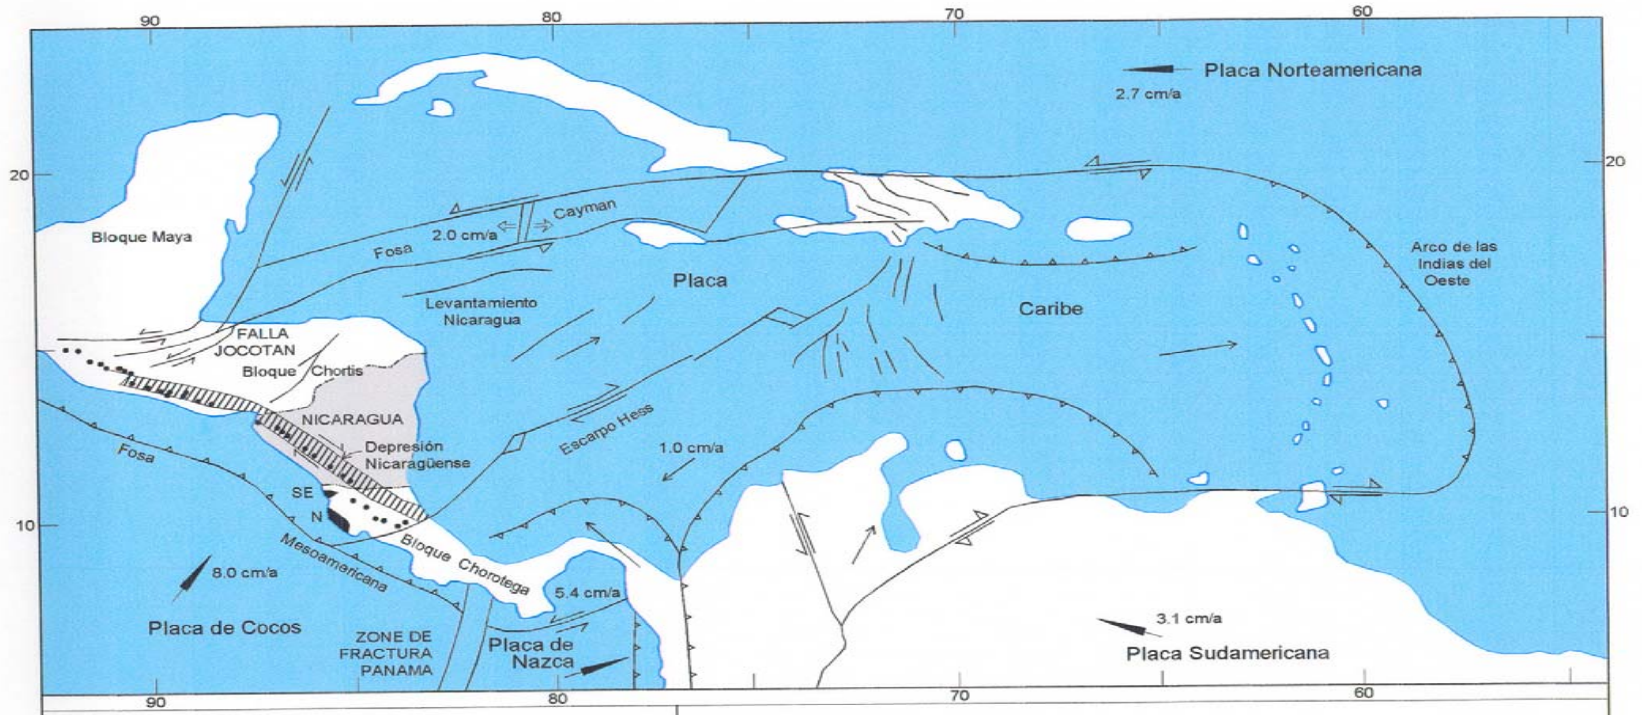 90
80
70
60
Placa Norteamericana
2.7 cm/a
20
20
Bloque Maya
Cayman
2.0 cm/a
Fosa
Arco de las
Indias del
Oeste
Placa
Caribe
Levantamiento
Nicaragua
FALLA
JOCOTAN
Bloque Chortis
NICARAGUA
Depresión
Nicaragüense
Escarpo Hess
1.0 cm/a
Fosa
SE
N
10
10
Mesoamericana
Bloque Chorotega
8.0 cm/a
5.4 cm/a
3.1 cm/a
Placa de Cocos
ZONE DE
FRACTURA
PANAMA
Placa de
Nazca
Placa Sudamericana
90
80
70
60